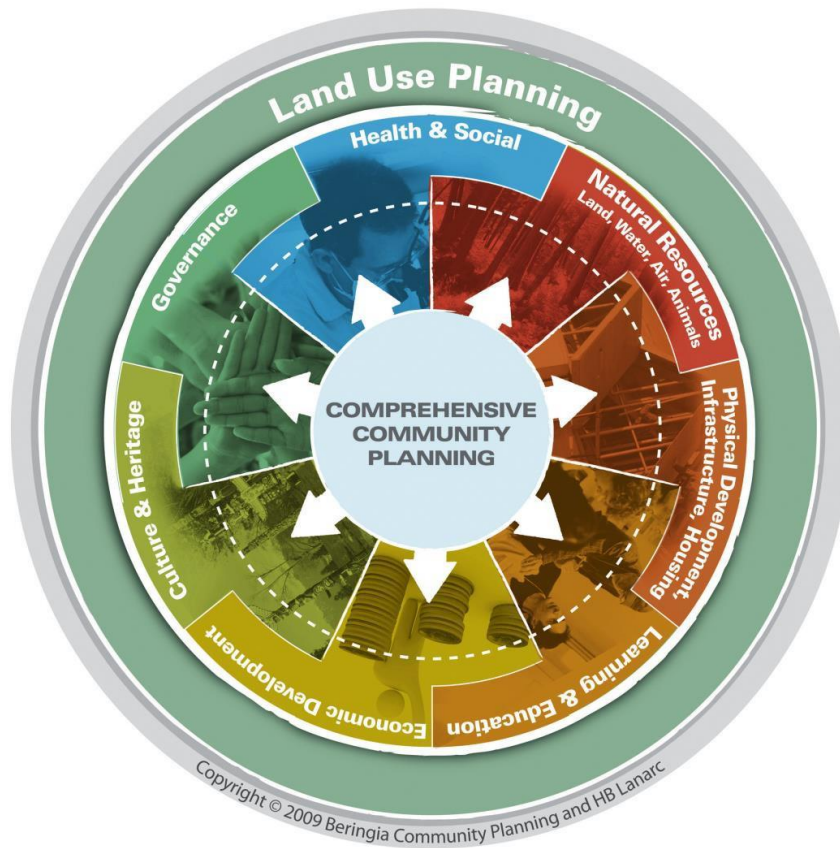 Land Use Planning
Health & Social
Natural Resources
Land, Water, Air, Animals
Physical Development,
Infrastructure, Housing
Learning & Education
Economic Development
Culture & Heritage
Governance
COMPREHENSIVE
COMMUNITY
PLANNING
Copyright © 2009 Beringia Community Planning and HB Lanarc